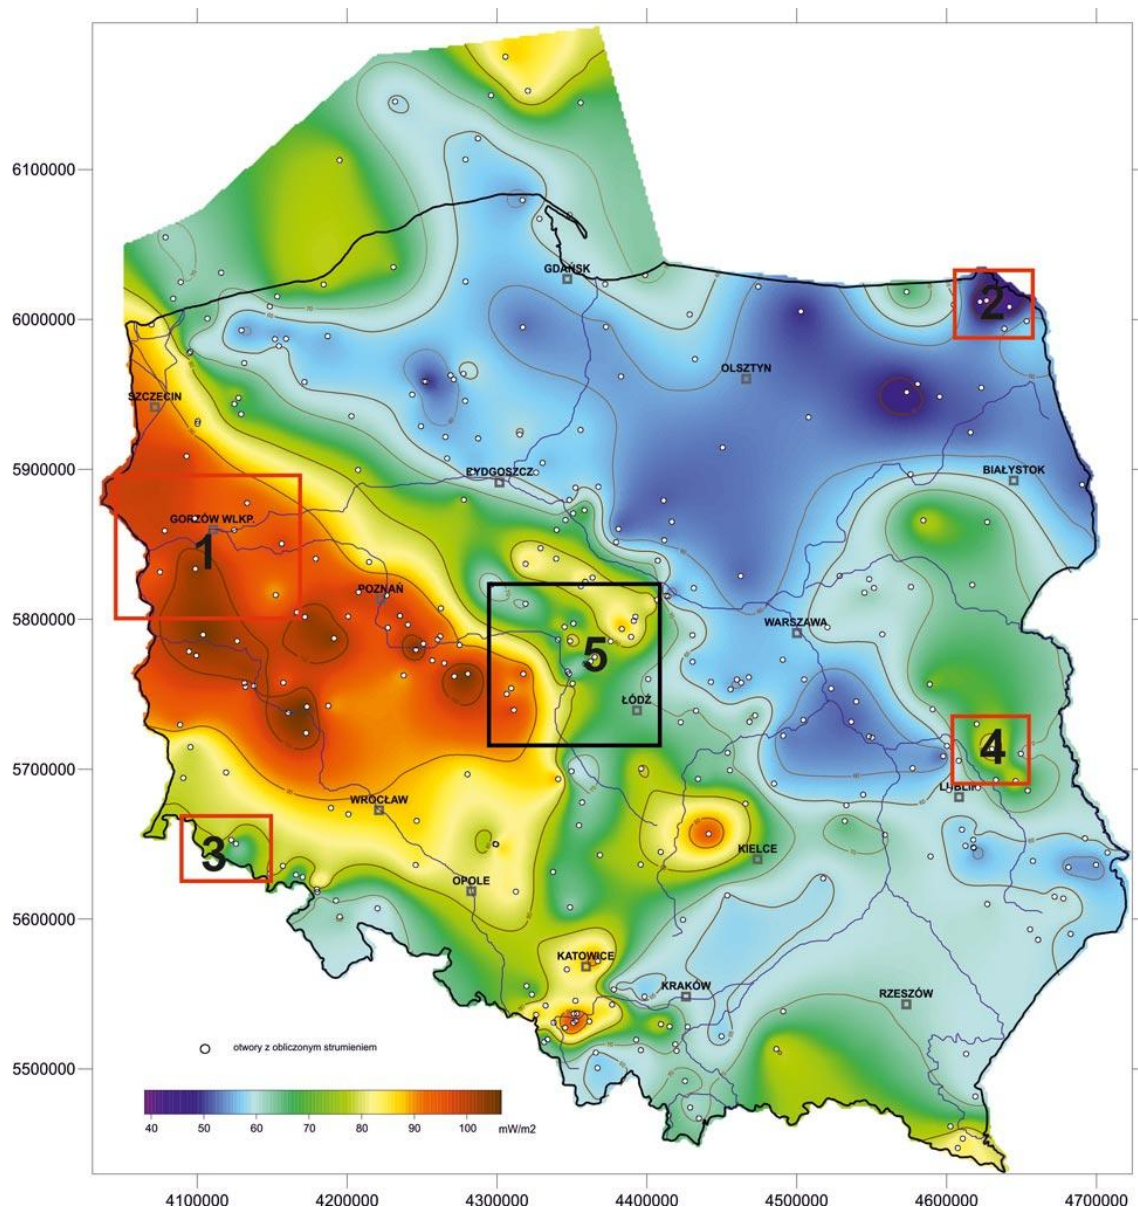 6100000
6000000
5900000
5800000
5700000
5600000
5500000
GDAŃSK
2
OLSZTYN
SZCZECIN
BYDGOSZCZ
BIAŁYSTOK
GORZÓW WLKP.
1
POZNAŃ
WARSZAWA
5
ŁÓDŹ
4
LUBLIN
WROCŁAW
3
KIELCE
OPOLE
KATOWICE
KRAKÓW
RZESZÓW
otwory z obliczonym strumieniem
40 50 60 70 80 90 100 mW/m2
4100000 4200000 4300000 4400000 4500000 4600000 4700000